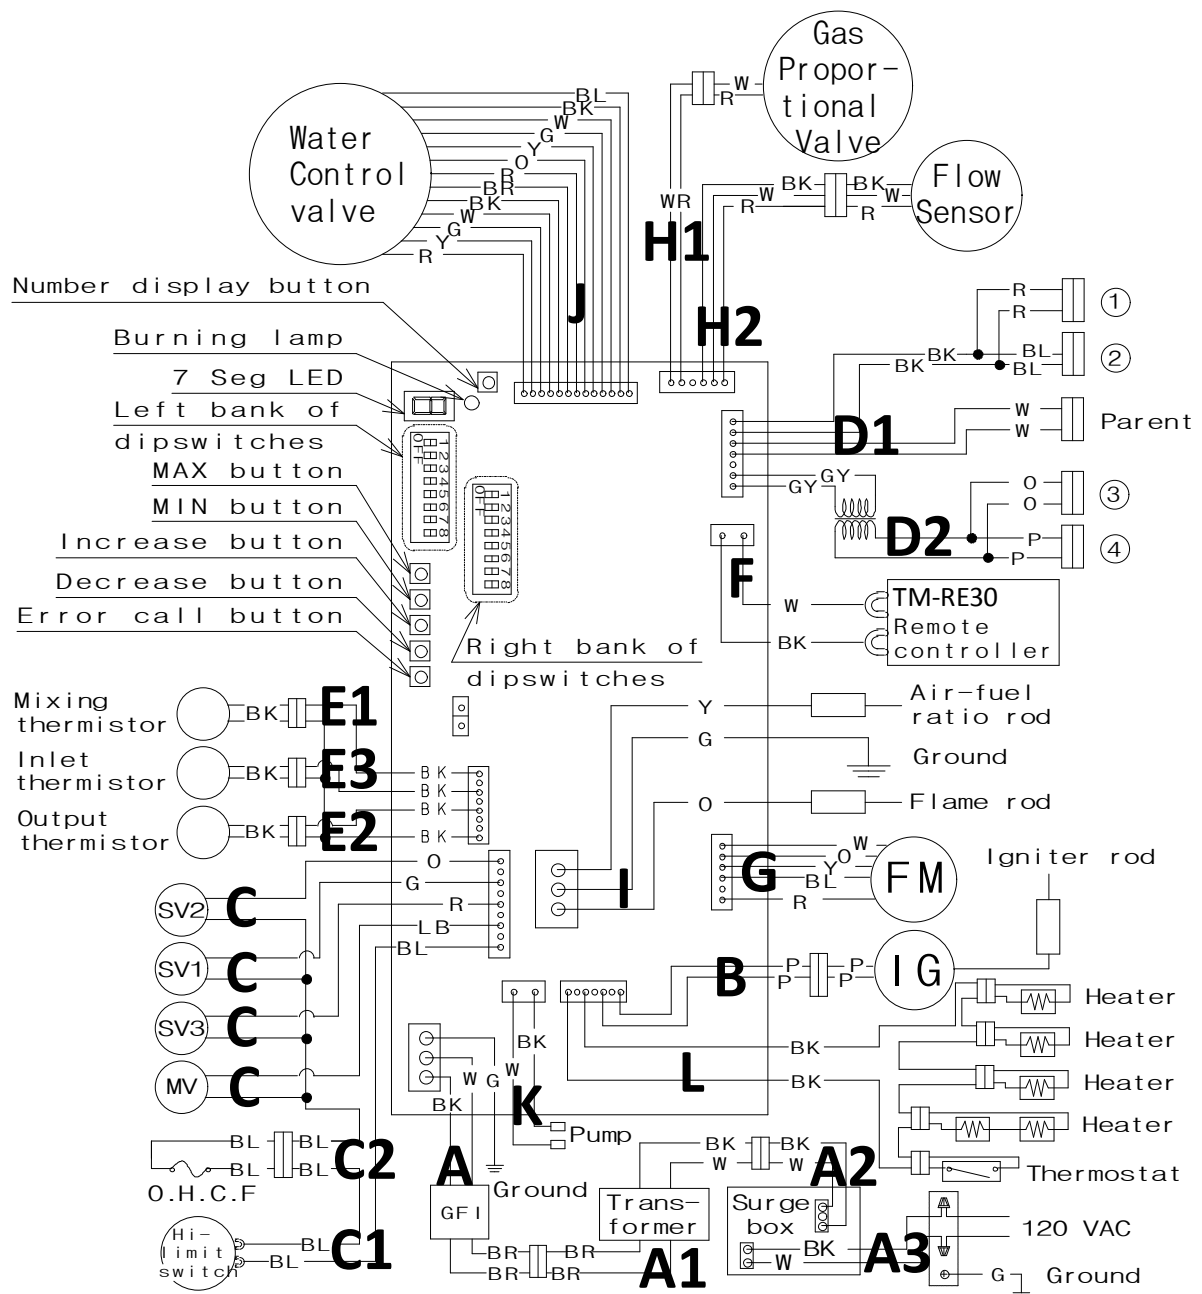 Gas
Propor-
tional
Valve
W
R
Water
Control
valve
BL
BK
W
G
Y
O
R
BR
BK
W
G
Y
R
J
WR
H1
BK
W
R
BK
W
R
Flow
Sensor
H2
Number display button
Burning lamp
7 Seg LED
Left bank of
dipswitches
MAX button
MIN button
Increase button
Decrease button
Error call button
OFF
12345678
OFF
12345678
Right bank of
dipswitches
R
R
①
BK
BK
BL
BL
②
D1
W
W
Parent
GY
GY
O
O
③
D2
P
P
④
F
W
BK
TM-RE30
Remote
controller
Mixing
thermistor
BK
E1
Inlet
thermistor
BK
E3
Output
thermistor
BK
E2
BK
BK
BK
BK
Y
Air-fuel
ratio rod
G
Ground
O
Flame rod
I
G
W
O
Y
BL
R
FM
Igniter rod
O
G
R
LB
BL
SV2
C
SV1
C
SV3
C
MV
C
B
P
P
P
P
IG
Heater
Heater
Heater
Heater
Thermostat
BK
L
BK
BK
W
K
Pump
W
G
BK
A
Ground
GFI
BL
BL
BL
BL
C2
O.H.C.F
Hi-
limit
switch
BL
BL
C1
BR
BR
BR
BR
A1
Trans-
former
BK
W
BK
W
A2
Surge
box
BK
W
A3
120 VAC
G
Ground